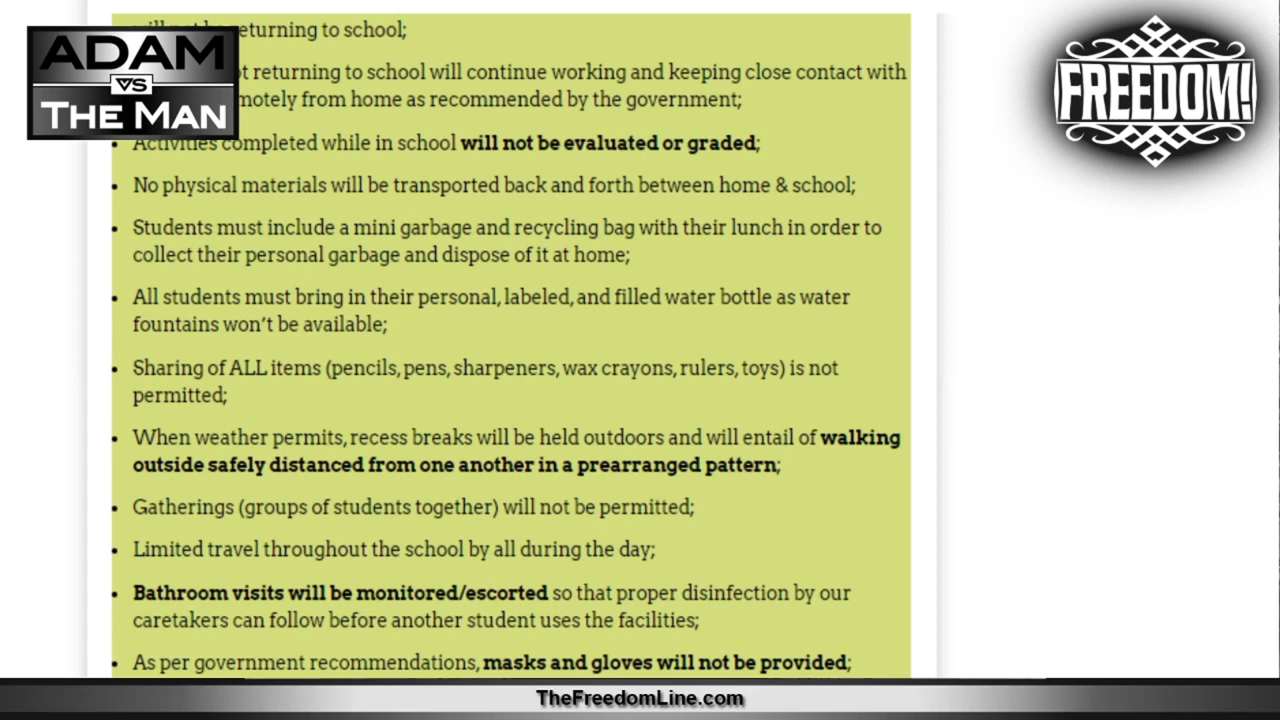 ADAM
VS
THE MAN
FREEDOM!
returning to school;
returning to school will continue working and keeping close contact with
from home as recommended by the government;
Activities completed while in school will not be evaluated or graded;
No physical materials will be transported back and forth between home & school;
Students must include a mini garbage and recycling bag with their lunch in order to
collect their personal garbage and dispose of it at home;
All students must bring in their personal, labeled, and filled water bottle as water
fountains won't be available;
Sharing of ALL items (pencils, pens, sharpeners, wax crayons, rulers, toys) is not
permitted;
When weather permits, recess breaks will be held outdoors and will entail of walking
outside safely distanced from one another in a prearranged pattern;
Gatherings (groups of students together) will not be permitted;
Limited travel throughout the school by all during the day;
Bathroom visits will be monitored/escorted so that proper disinfection by our
caretakers can follow before another student uses the facilities;
As per government recommendations, masks and gloves will not be provided;
TheFreedomLine.com